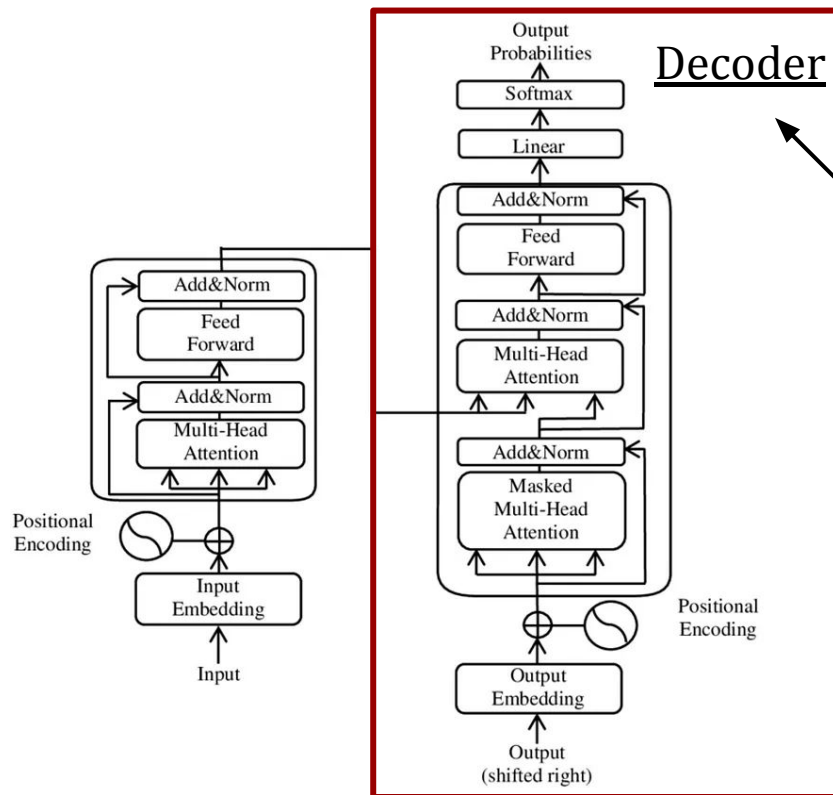 Output
Probabilities
Decoder
Softmax
Linear
Add&Norm
Feed
Forward
Add&Norm
Multi-Head
Attention
Add&Norm
Masked
Multi-Head
Attention
Positional
Encoding
Output
Embedding
Output
(shifted right)
Add&Norm
Feed
Forward
Add&Norm
Multi-Head
Attention
Positional
Encoding
Input
Embedding
Input